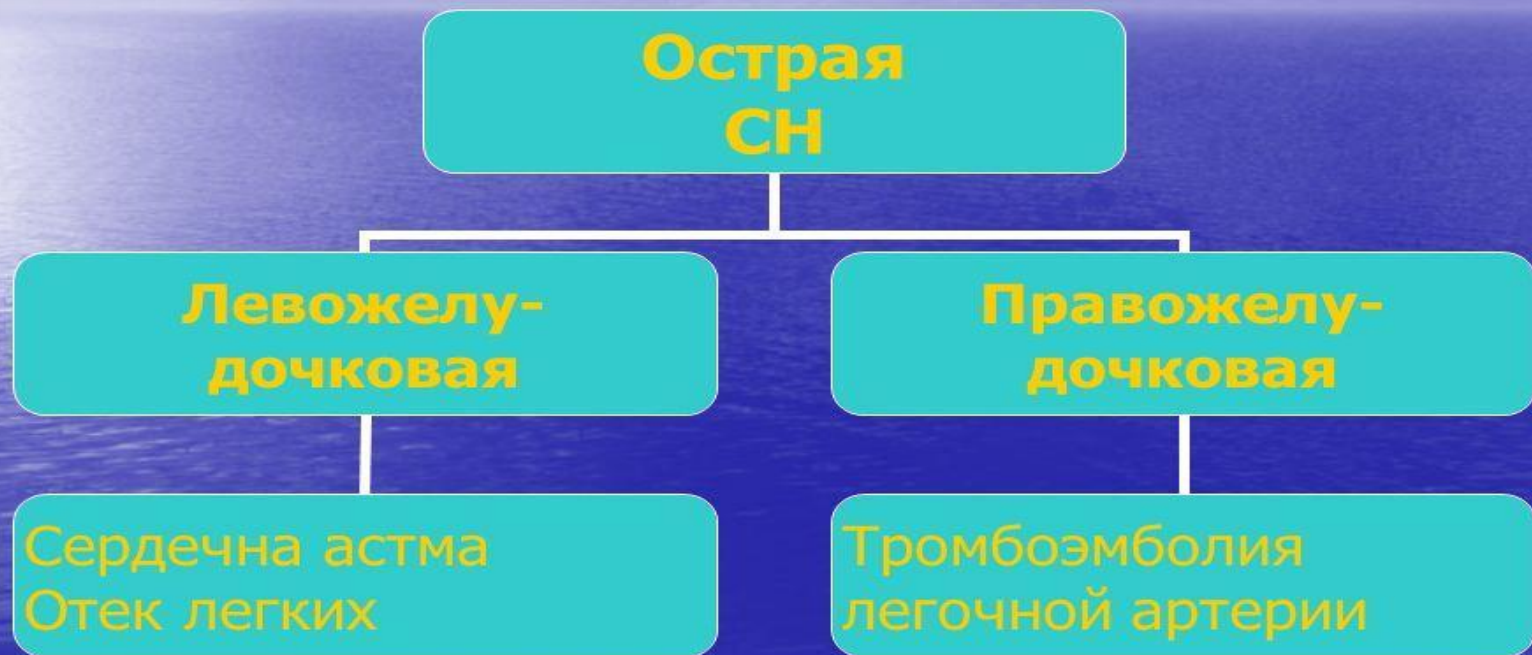 Острая
СН
Левожелу-
дочковая
Правожелу-
дочковая
Сердечна астма
Отек легких
Тромбоэмболия
легочной артерии